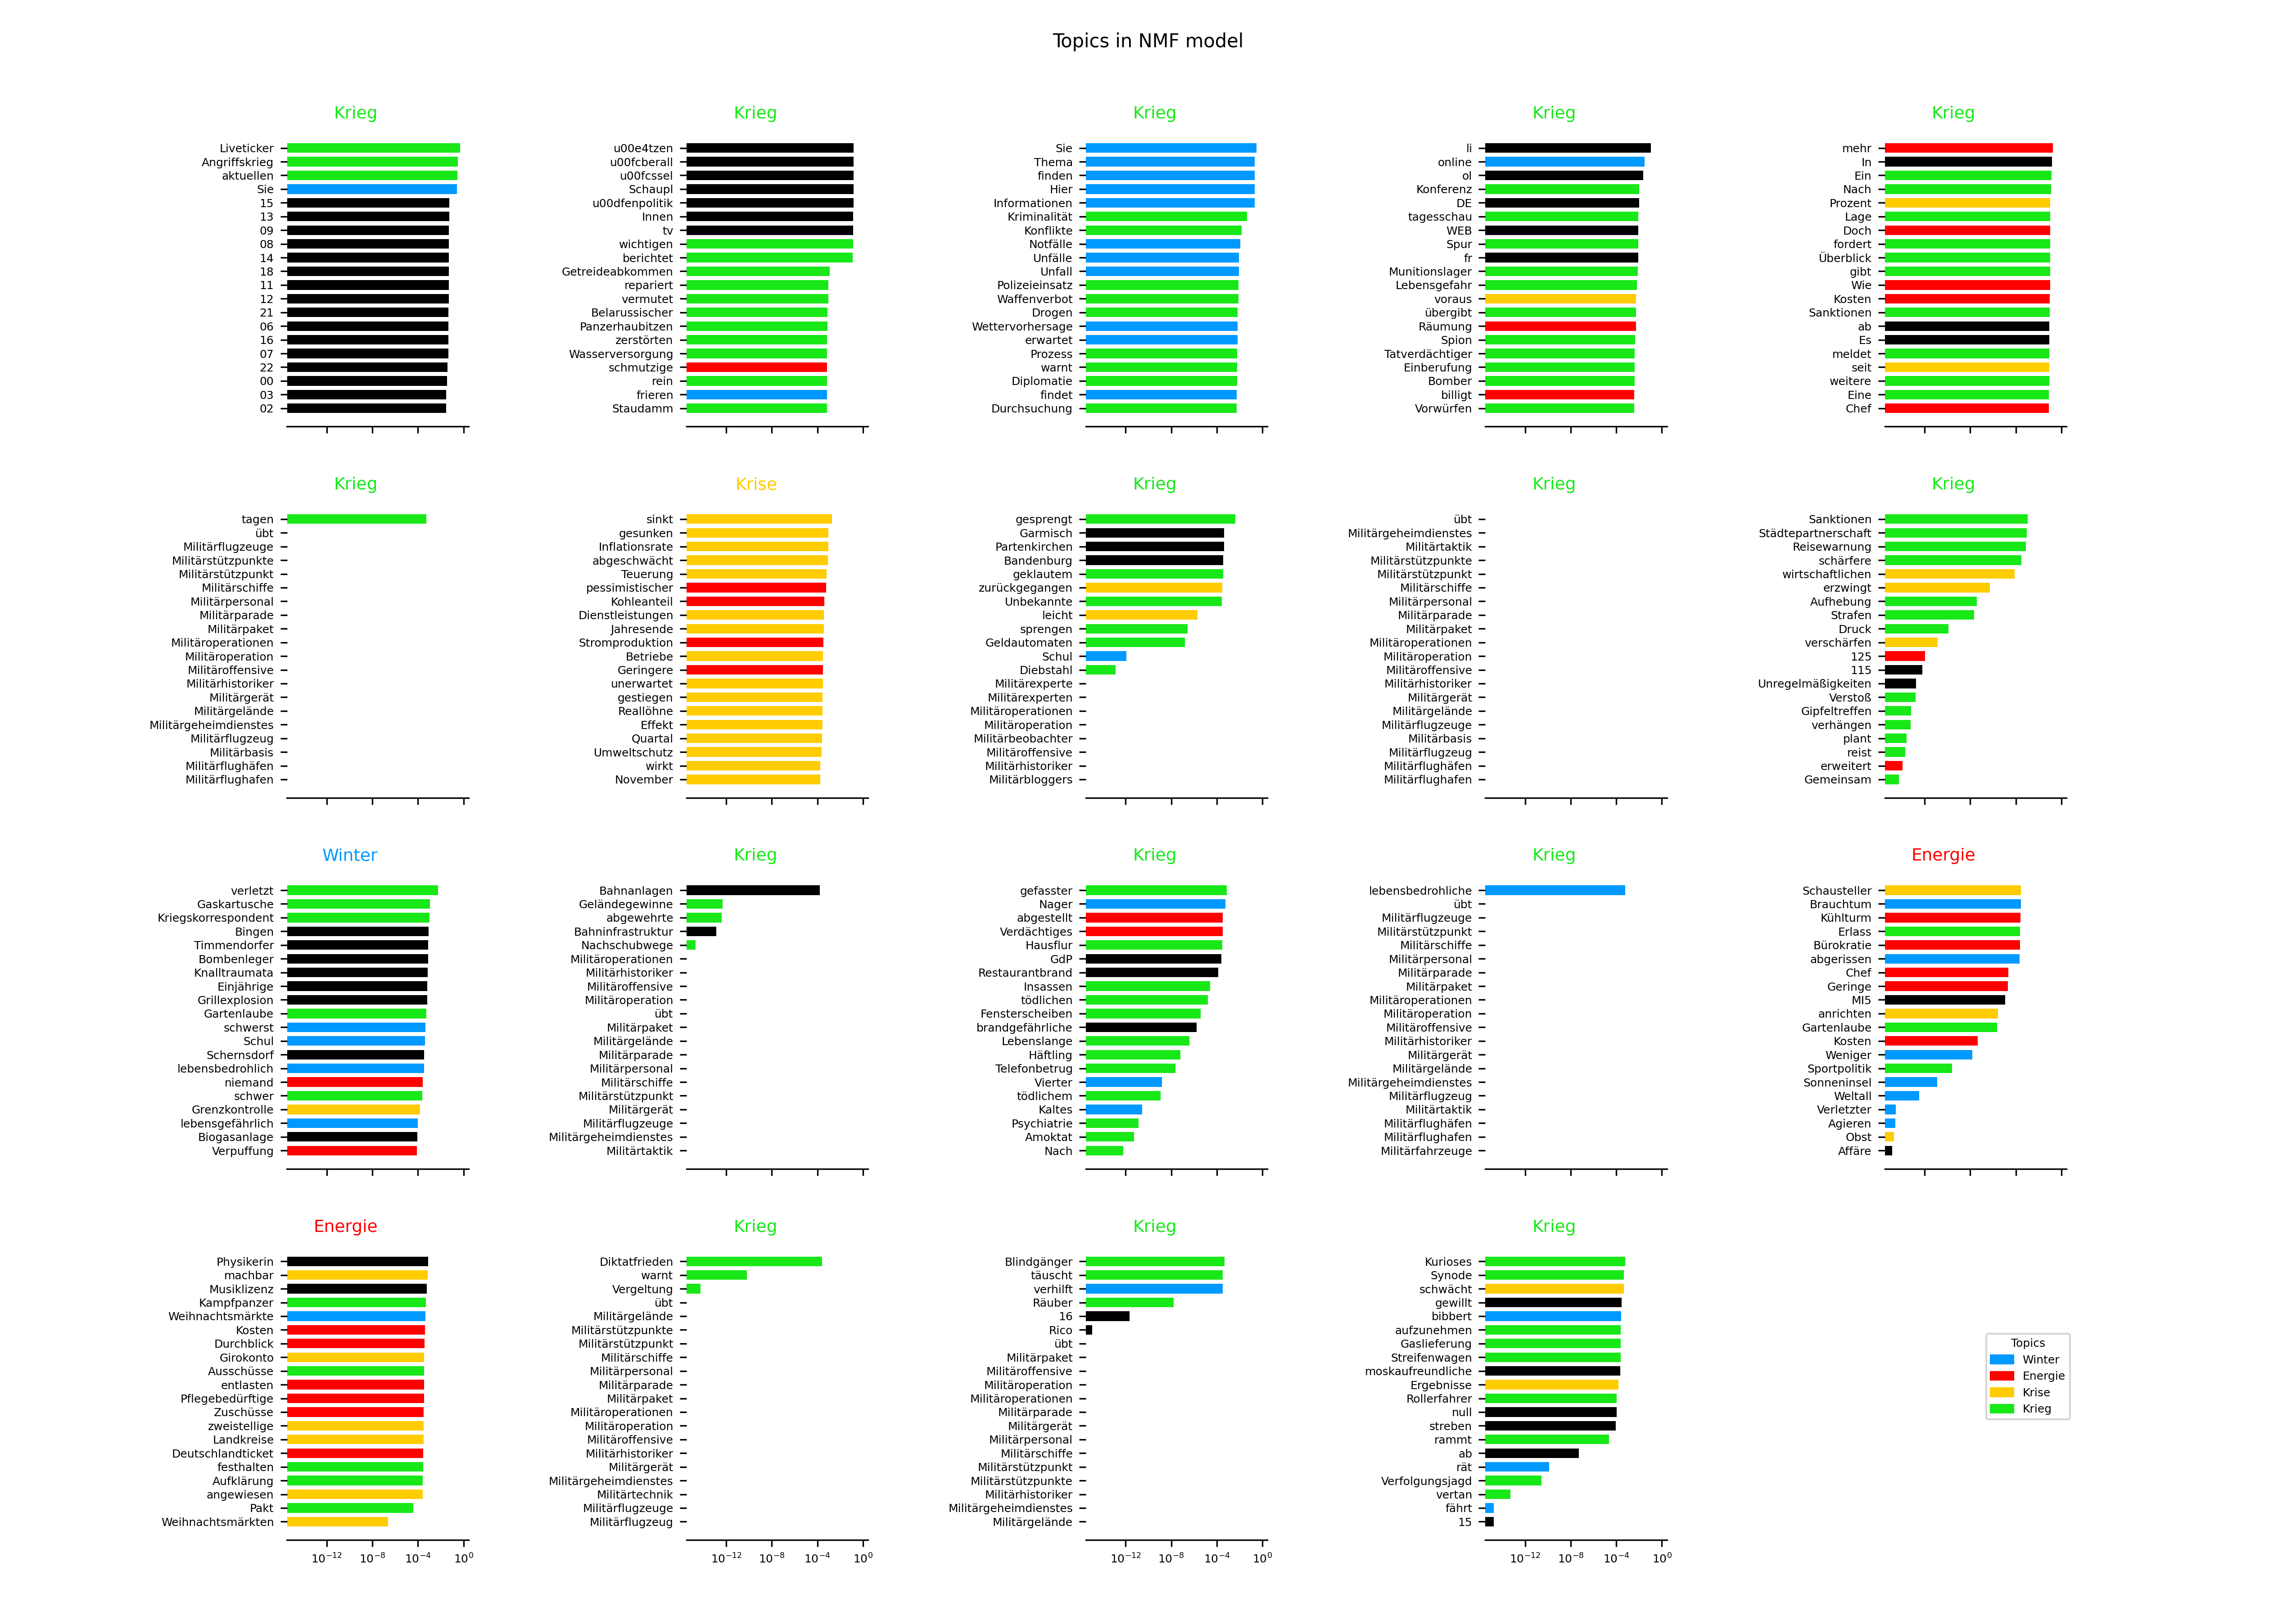 Topics in NMF model
Krieg
Liveticker
Angriffskrieg
aktuellen
Sie
15
13
09
08
14
18
11
12
21
06
16
07
22
00
03
02
Krieg
u00e4tzen
u00fcberall
u00fcssel
Schaupl
u00dfenpolitik
Innen
tv
wichtigen
berichtet
Getreideabkommen
repariert
vermutet
Belarussischer
Panzerhaubitzen
zerstörten
Wasserversorgung
schmutzige
rein
frieren
Staudamm
Krieg
Sie
Thema
finden
Hier
Informationen
Kriminalität
Konflikte
Notfälle
Unfälle
Unfall
Polizeieinsatz
Waffenverbot
Drogen
Wettervorhersage
erwartet
Prozess
warnt
Diplomatie
findet
Durchsuchung
Krieg
li
online
ol
Konferenz
DE
tagesschau
WEB
Spur
fr
Munitionslager
Lebensgefahr
voraus
übergibt
Räumung
Spion
Tatverdächtiger
Einberufung
Bomber
billigt
Vorwürfen
Krieg
mehr
In
Ein
Nach
Prozent
Lage
Doch
fordert
Überblick
gibt
Wie
Kosten
Sanktionen
ab
Es
meldet
seit
weitere
Eine
Chef
Krieg
tagen
übt
Militärflugzeuge
Militärstützpunkte
Militärstützpunkt
Militärschiffe
Militärpersonal
Militärparade
Militärpaket
Militäroperationen
Militäroperation
Militäroffensive
Militärhistoriker
Militärgerät
Militärgelände
Militärgeheimdienstes
Militärflugzeug
Militärbasis
Militärflughäfen
Militärflughafen
Krise
sinkt
gesunken
Inflationsrate
abgeschwächt
Teuerung
pessimistischer
Kohleanteil
Dienstleistungen
Jahresende
Stromproduktion
Betriebe
Geringere
unerwartet
gestiegen
Reallöhne
Effekt
Quartal
Umweltschutz
wirkt
November
Krieg
gesprengt
Garmisch
Partenkirchen
Bandenburg
geklautem
zurückgegangen
Unbekannte
leicht
sprengen
Geldautomaten
Schul
Diebstahl
Militärexperte
Militärexperten
Militäroperationen
Militäroperation
Militärbeobachter
Militäroffensive
Militärhistoriker
Militärbloggers
Krieg
übt
Militärgeheimdienstes
Militärtaktik
Militärstützpunkte
Militärstützpunkt
Militärschiffe
Militärpersonal
Militärparade
Militärpaket
Militäroperationen
Militäroperation
Militäroffensive
Militärhistoriker
Militärgerät
Militärgelände
Militärflugzeuge
Militärbasis
Militärflugzeug
Militärflughäfen
Militärflughafen
Krieg
Sanktionen
Städtepartnerschaft
Reisewarnung
schärfere
wirtschaftlichen
erzwingt
Aufhebung
Strafen
Druck
verschärfen
125
115
Unregelmäßigkeiten
Verstoß
Gipfeltreffen
verhängen
plant
reist
erweitert
Gemeinsam
Winter
verletzt
Gaskartusche
Kriegskorrespondent
Bingen
Timmendorfer
Bombenleger
Knalltraumata
Einjährige
Grillexplosion
Gartenlaube
schwerst
Schul
Schernsdorf
lebensbedrohlich
niemand
schwer
Grenzkontrolle
lebensgefährlich
Biogasanlage
Verpuffung
Krieg
Bahnanlagen
Geländegewinne
abgewehrte
Bahninfrastruktur
Nachschubwege
Militäroperationen
Militärhistoriker
Militäroffensive
Militäroperation
übt
Militärpaket
Militärgelände
Militärparade
Militärpersonal
Militärschiffe
Militärstützpunkt
Militärgerät
Militärflugzeuge
Militärgeheimdienstes
Militärtaktik
Krieg
gefasster
Nager
abgestellt
Verdächtiges
Hausflur
GdP
Restaurantbrand
Insassen
tödlichen
Fensterscheiben
brandgefährliche
Lebenslange
Häftling
Telefonbetrug
Vierter
tödlichem
Kaltes
Psychiatrie
Amoktat
Nach
Krieg
lebensbedrohliche
übt
Militärflugzeuge
Militärstützpunkt
Militärschiffe
Militärpersonal
Militärparade
Militärpaket
Militäroperationen
Militäroperation
Militäroffensive
Militärhistoriker
Militärgerät
Militärgelände
Militärgeheimdienstes
Militärflugzeug
Militärtaktik
Militärflughäfen
Militärflughafen
Militärfahrzeuge
Energie
Schausteller
Brauchtum
Kühlturm
Erlass
Bürokratie
abgerissen
Chef
Geringe
MI5
anrichten
Gartenlaube
Kosten
Weniger
Sportpolitik
Sonneninsel
Weltall
Verletzter
Agieren
Obst
Affäre
Energie
Physikerin
machbar
Musiklizenz
Kampfpanzer
Weihnachtsmärkte
Kosten
Durchblick
Girokonto
Ausschüsse
entlasten
Pflegebedürftige
Zuschüsse
zweistellige
Landkreise
Deutschlandticket
festhalten
Aufklärung
angewiesen
Pakt
Weihnachtsmärkten
10⁻¹² 10⁻⁸ 10⁻⁴ 10⁰
Krieg
Diktatfrieden
warnt
Vergeltung
übt
Militärgelände
Militärstützpunkte
Militärstützpunkt
Militärschiffe
Militärpersonal
Militärparade
Militärpaket
Militäroperationen
Militäroperation
Militäroffensive
Militärhistoriker
Militärgerät
Militärgeheimdienstes
Militärtechnik
Militärflugzeuge
Militärflugzeug
10⁻¹² 10⁻⁸ 10⁻⁴ 10⁰
Krieg
Blindgänger
täuscht
verhilft
Räuber
16
Rico
übt
Militärpaket
Militäroffensive
Militäroperation
Militäroperationen
Militärparade
Militärgerät
Militärpersonal
Militärschiffe
Militärstützpunkt
Militärstützpunkte
Militärhistoriker
Militärgeheimdienstes
Militärgelände
10⁻¹² 10⁻⁸ 10⁻⁴ 10⁰
Krieg
Kurioses
Synode
schwächt
gewillt
bibbert
aufzunehmen
Gaslieferung
Streifenwagen
moskaufreundliche
Ergebnisse
Rollerfahrer
null
streben
rammt
ab
rät
Verfolgungsjagd
vertan
fährt
15
10⁻¹² 10⁻⁸ 10⁻⁴ 10⁰
Topics
Winter
Energie
Krise
Krieg